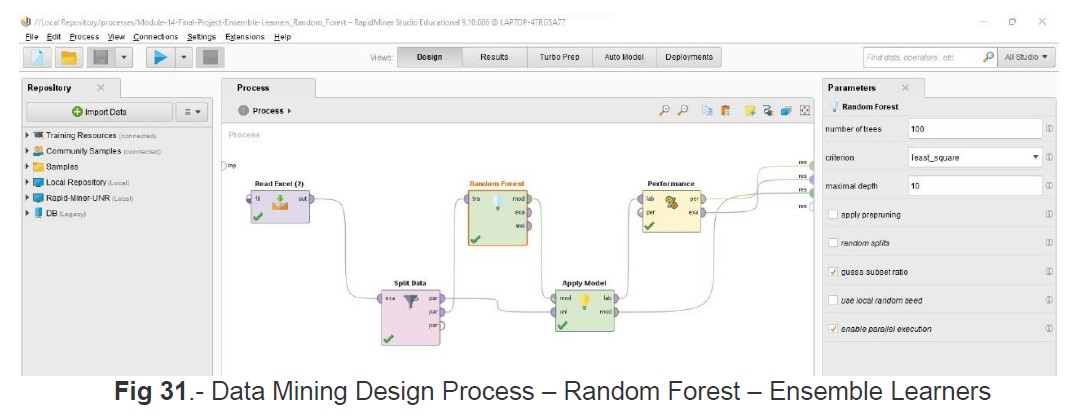 //Local Repository/processes/Module-14-Final-Project-Ensemble-Learners_Random_Forest – RapidMiner Studio Educational 9.10.006 @ LAPTOP-47RGSA77
File Edit Process View Connections Settings Extensions Help
Views: Design Results Turbo Prep Auto Model Deployments Find data, operators...etc All Studio
Repository
Import Data
Training Resources (connected)
Community Samples (connected)
Samples
Local Repository (Local)
Rapid-Miner-UNR (Local)
DB (Legacy)
Process
Process
Process
inp
Read Excel (2)
fil out
Split Data
exa par
par
par
Random Forest
tra mod
exa
wei
Apply Model
mod lab
unl mod
Performance
lab per
per exa
res
res
res
res
Parameters
Random Forest
number of trees 100
criterion least_square
maximal depth 10
apply prepruning
random splits
guess subset ratio
use local random seed
enable parallel execution
Fig 31.- Data Mining Design Process – Random Forest – Ensemble Learners